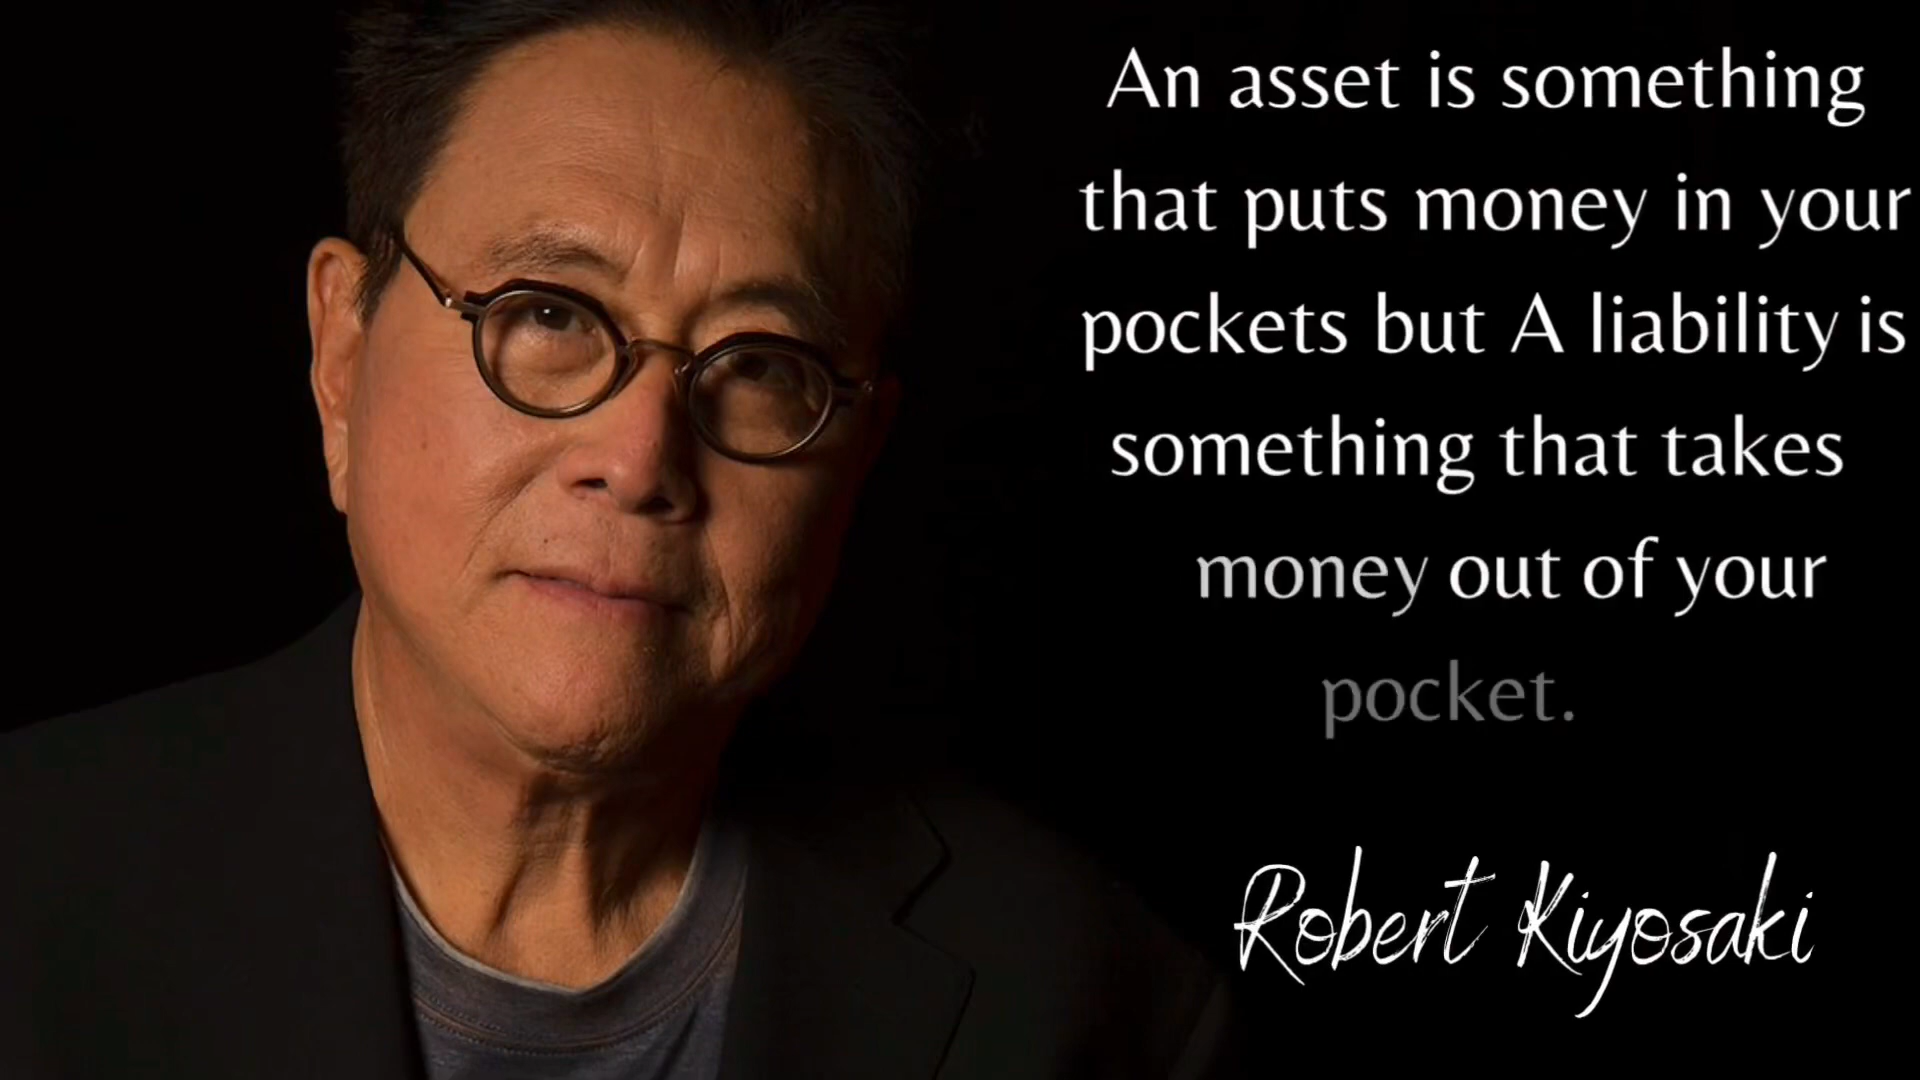 An asset is something
that puts money in your
pockets but A liability is
something that takes
money out of your
pocket.
Robert Kiyosaki